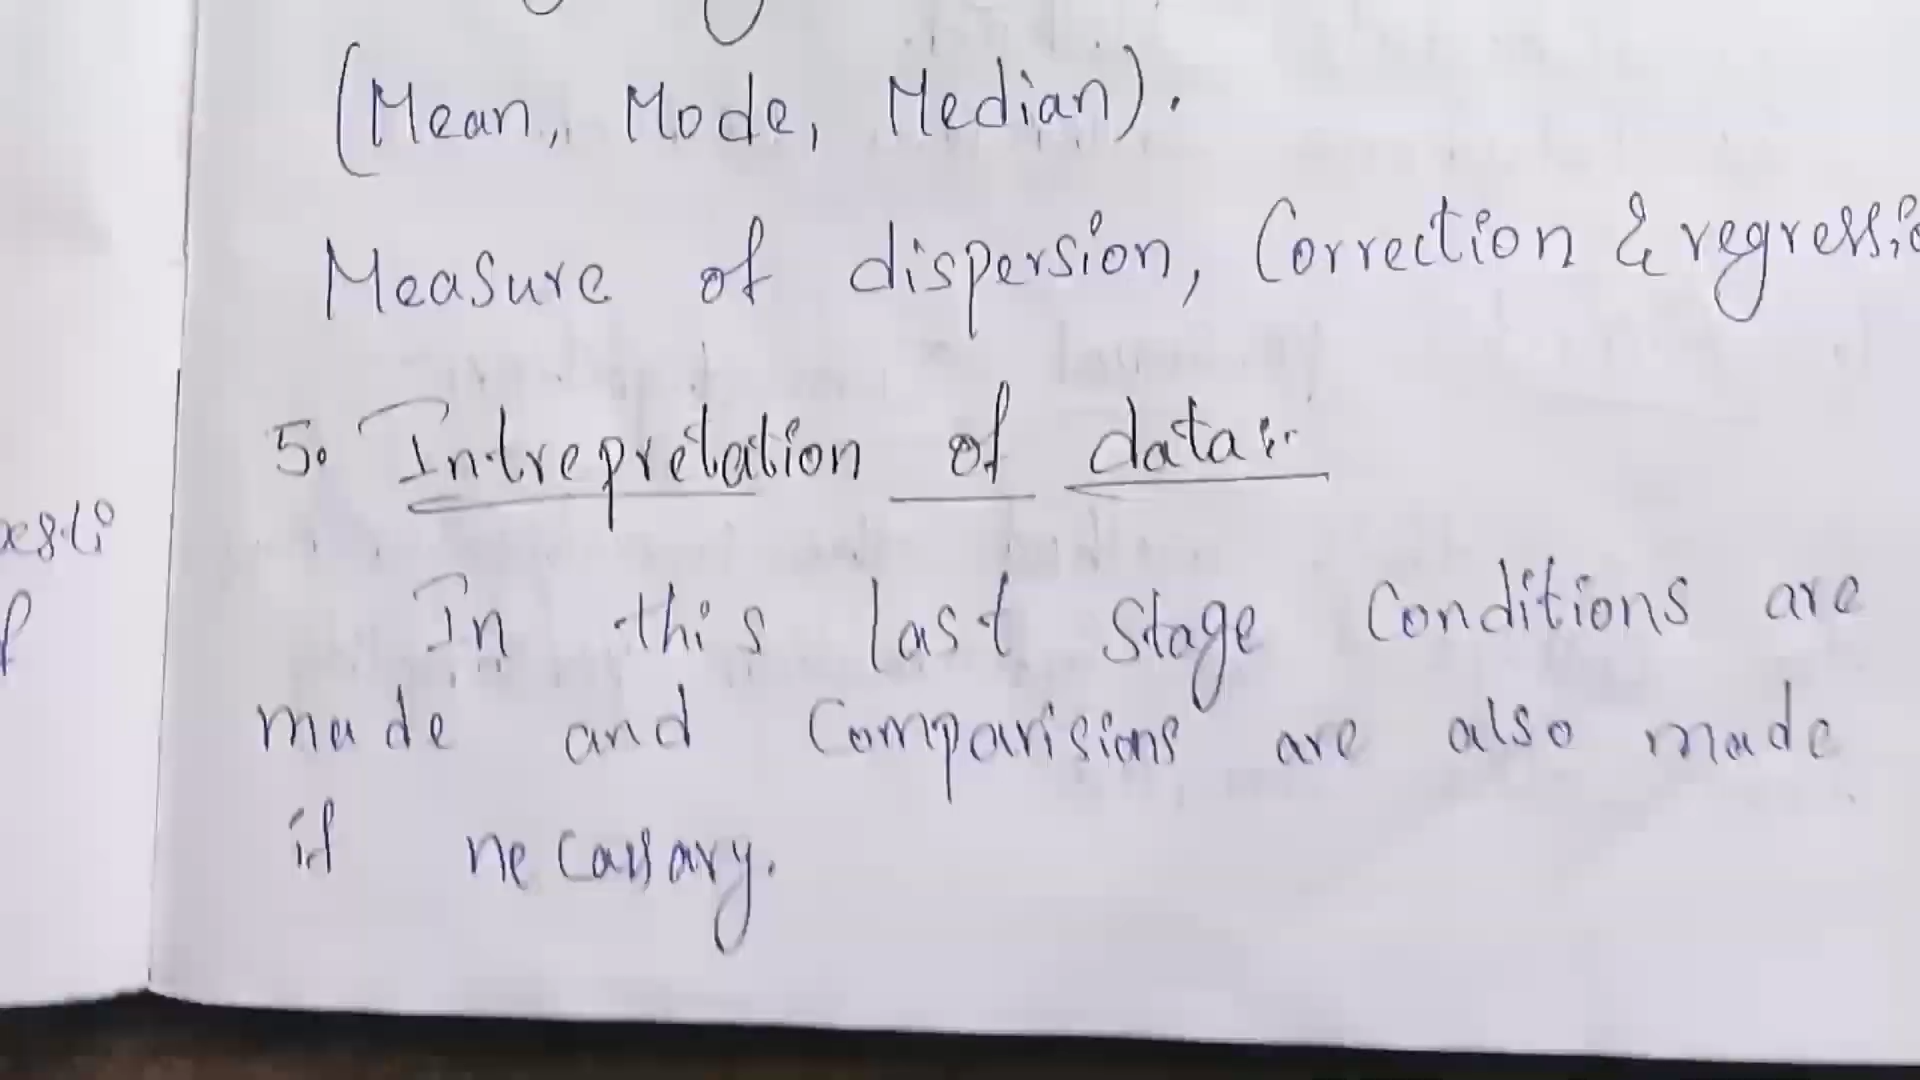 (Mean, Mode, Median).
Measure of dispersion, Correction & regressio
5. Intrepretation of data:-
In this last stage Conditions are
made and Comparisions are also made
if necassary.